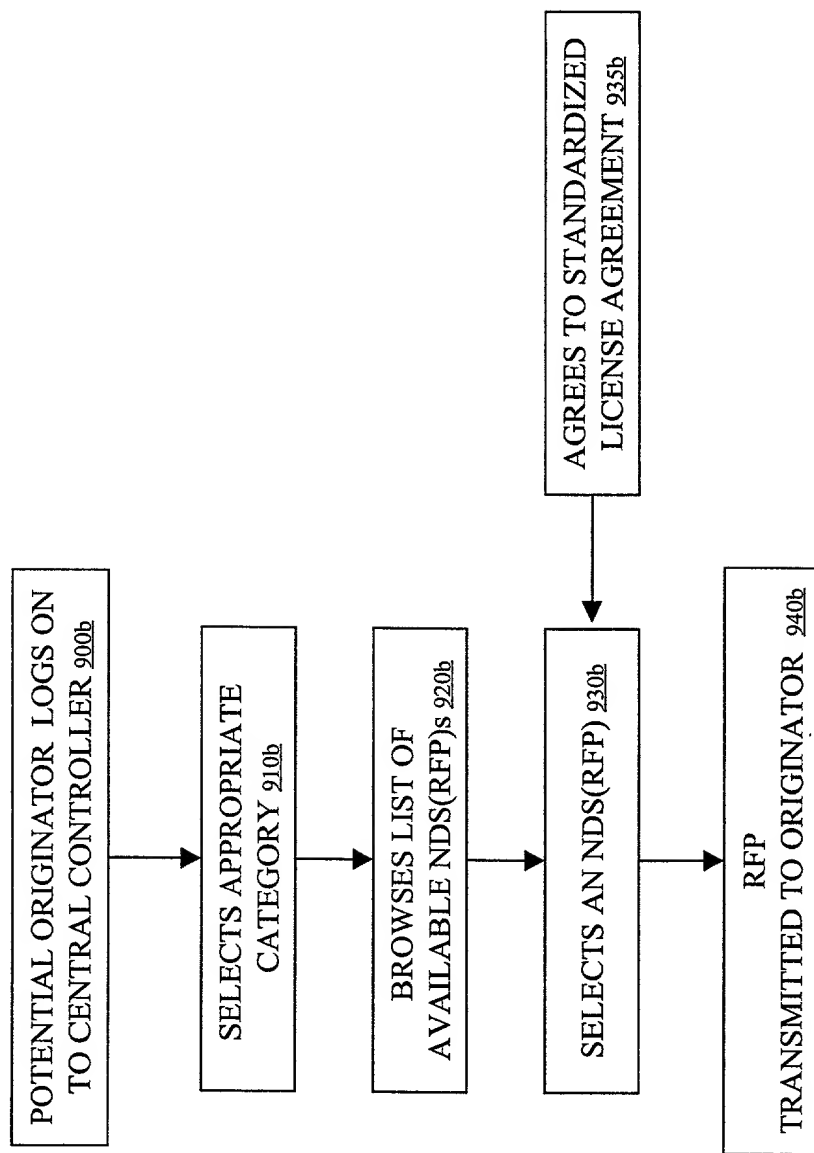 POTENTIAL ORIGINATOR LOGS ON
TO CENTRAL CONTROLLER 900b
SELECTS APPROPRIATE
CATEGORY 910b
BROWSES LIST OF
AVAILABLE NDS(RFP)s 920b
SELECTS AN NDS(RFP) 930b
AGREES TO STANDARDIZED
LICENSE AGREEMENT 935b
RFP
TRANSMITTED TO ORIGINATOR 940b